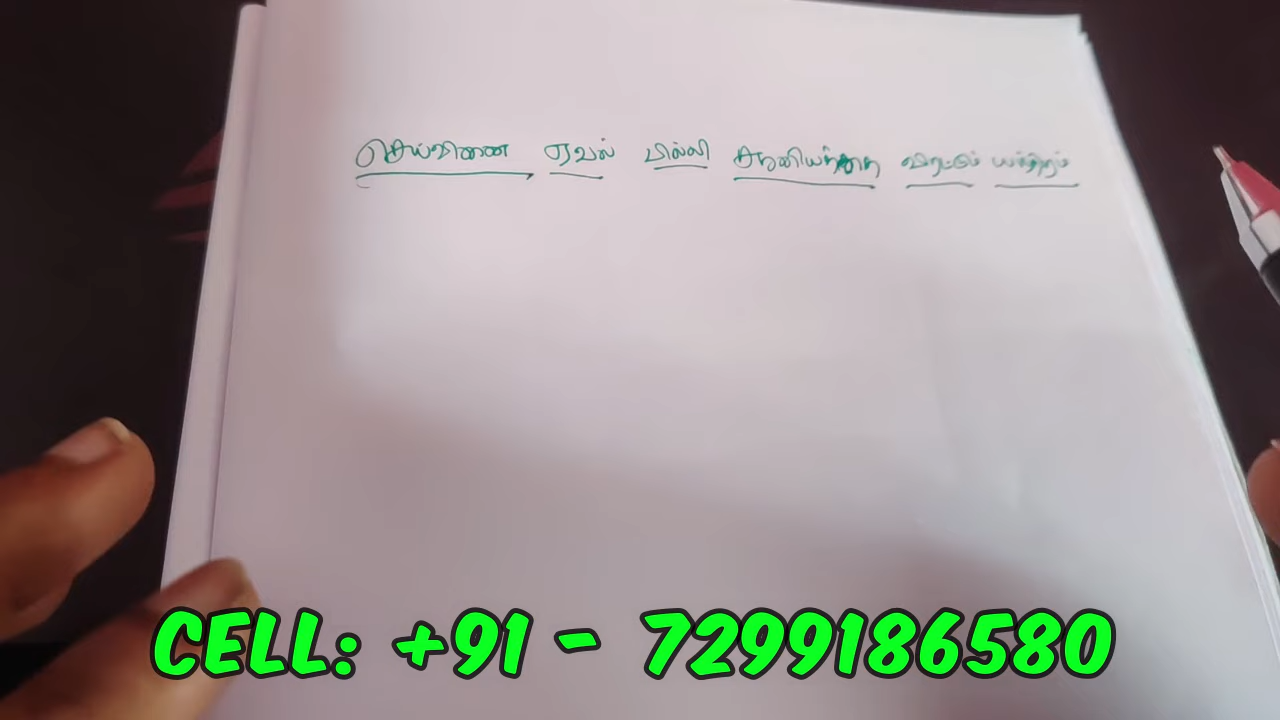 செய்வினை ஏவல் பில்லி சூனியத்தை விரட்டும் யந்திரம்
CELL: +91 - 7299186580